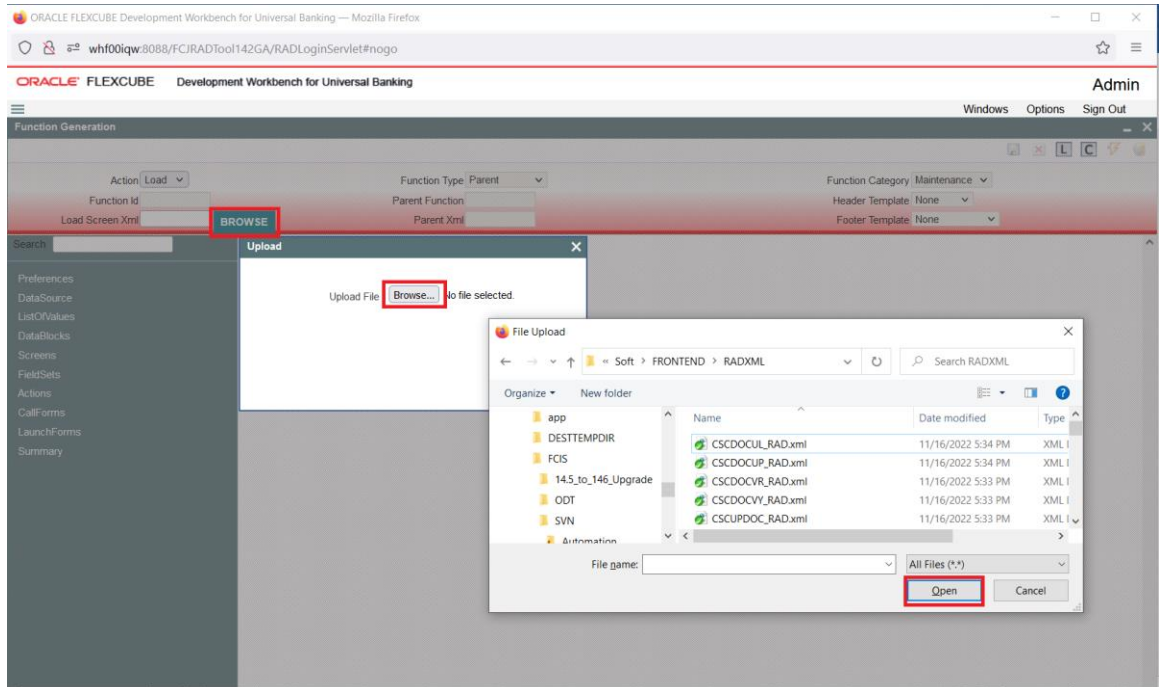 ORACLE FLEXCUBE Development Workbench for Universal Banking — Mozilla Firefox
whf00iqw:8088/FCJRADTool142GA/RADLoginServlet#nogo
ORACLE FLEXCUBE Development Workbench for Universal Banking Admin
Windows Options Sign Out
Function Generation
L C
Action Load Function Type Parent Function Category Maintenance
Function Id Parent Function Header Template None
Load Screen Xml BROWSE Parent Xml Footer Template None
Search
Upload
Preferences
DataSource
ListOfValues
DataBlocks
Screens
FieldSets
Actions
CallForms
LaunchForms
Summary
Upload File Browse... No file selected.
File Upload
« Soft > FRONTEND > RADXML Search RADXML
Organize New folder
app
DESTTEMPDIR
FCIS
14.5_to_146_Upgrade
ODT
SVN
Automation
Name Date modified Type
CSCDOCUL_RAD.xml 11/16/2022 5:34 PM XML
CSCDOCUP_RAD.xml 11/16/2022 5:34 PM XML
CSCDOCVR_RAD.xml 11/16/2022 5:33 PM XML
CSCDOCVY_RAD.xml 11/16/2022 5:33 PM XML
CSCUPDOC_RAD.xml 11/16/2022 5:33 PM XML
File name: All Files (*.*)
Open Cancel